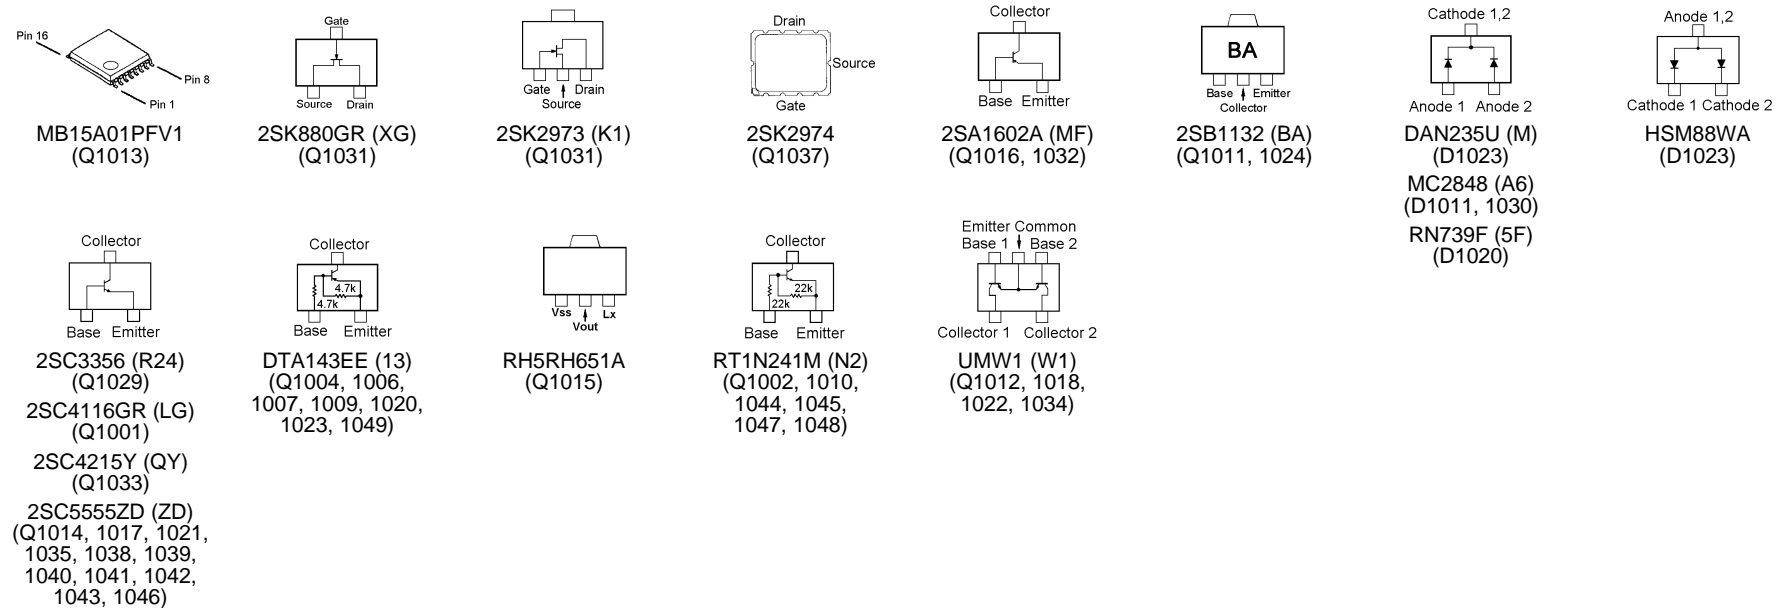 Pin 16
Pin 8
Pin 1
MB15A01PFV1
(Q1013)
Gate
Source Drain
2SK880GR (XG)
(Q1031)
Gate Drain
Source
2SK2973 (K1)
(Q1031)
Drain
Source
Gate
2SK2974
(Q1037)
Collector
Base Emitter
2SA1602A (MF)
(Q1016, 1032)
BA
Base Emitter
Collector
2SB1132 (BA)
(Q1011, 1024)
Cathode 1,2
Anode 1 Anode 2
DAN235U (M)
(D1023)
MC2848 (A6)
(D1011, 1030)
RN739F (5F)
(D1020)
Anode 1,2
Cathode 1 Cathode 2
HSM88WA
(D1023)
Collector
Base Emitter
2SC3356 (R24)
(Q1029)
2SC4116GR (LG)
(Q1001)
2SC4215Y (QY)
(Q1033)
2SC5555ZD (ZD)
(Q1014, 1017, 1021,
1035, 1038, 1039,
1040, 1041, 1042,
1043, 1046)
Collector
4.7k
4.7k
Base Emitter
DTA143EE (13)
(Q1004, 1006,
1007, 1009, 1020,
1023, 1049)
Vss Lx
Vout
RH5RH651A
(Q1015)
Collector
22k
22k
Base Emitter
RT1N241M (N2)
(Q1002, 1010,
1044, 1045,
1047, 1048)
Emitter Common
Base 1 Base 2
Collector 1 Collector 2
UMW1 (W1)
(Q1012, 1018,
1022, 1034)